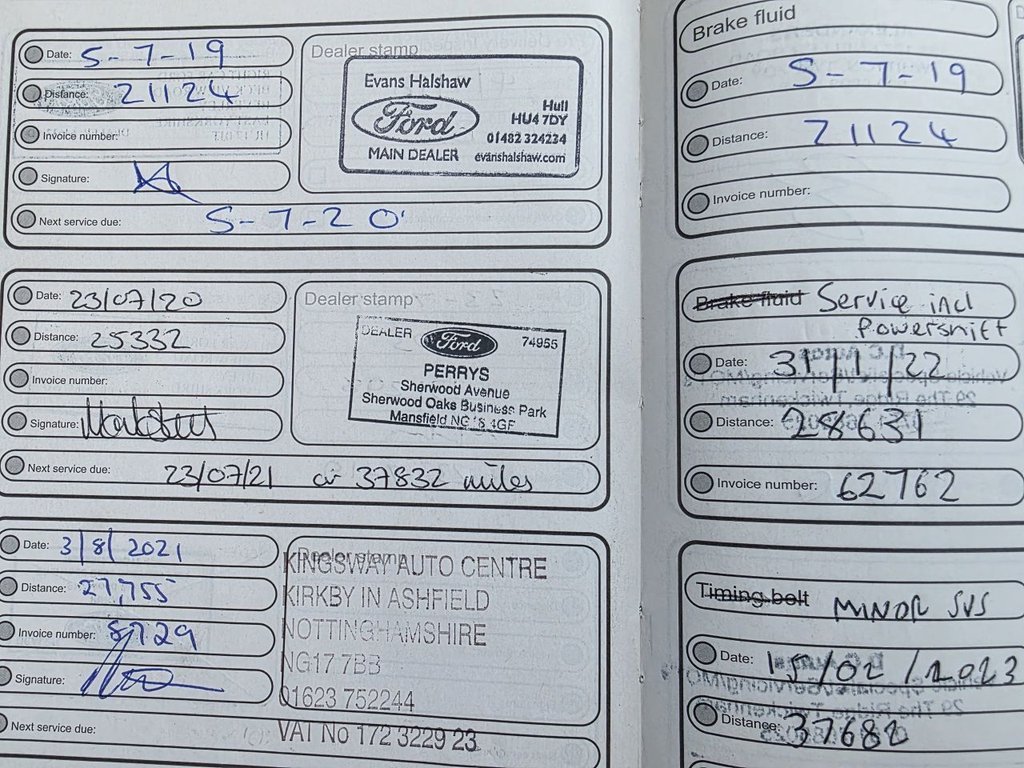 Date: 5-7-19
Distance: 21124
Invoice number:
Signature:
Next service due: 5-7-20
Dealer stamp
Evans Halshaw
Ford
MAIN DEALER
Hull
HU4 7DY
01482 324234
evanshalshaw.com
Date: 23/07/20
Distance: 25332
Invoice number:
Signature:
Next service due: 23/07/21 or 37832 miles
Dealer stamp
DEALER Ford 74955
PERRYS
Sherwood Avenue
Sherwood Oaks Business Park
Mansfield NG18 4GF
Date: 3/8/2021
Distance: 27,755
Invoice number: 8729
Signature:
Next service due:
Dealer stamp
KINGSWAY AUTO CENTRE
KIRKBY IN ASHFIELD
NOTTINGHAMSHIRE
NG17 7BB
01623 752244
VAT No 172 3229 23
Brake fluid
Date: 5-7-19
Distance: 21124
Invoice number:
Brake fluid Service incl
Powershift
Date: 31/1/22
Distance: 28631
Invoice number: 62762
Timing belt MINOR SVS
Date: 15/02/2023
Distance: 37682